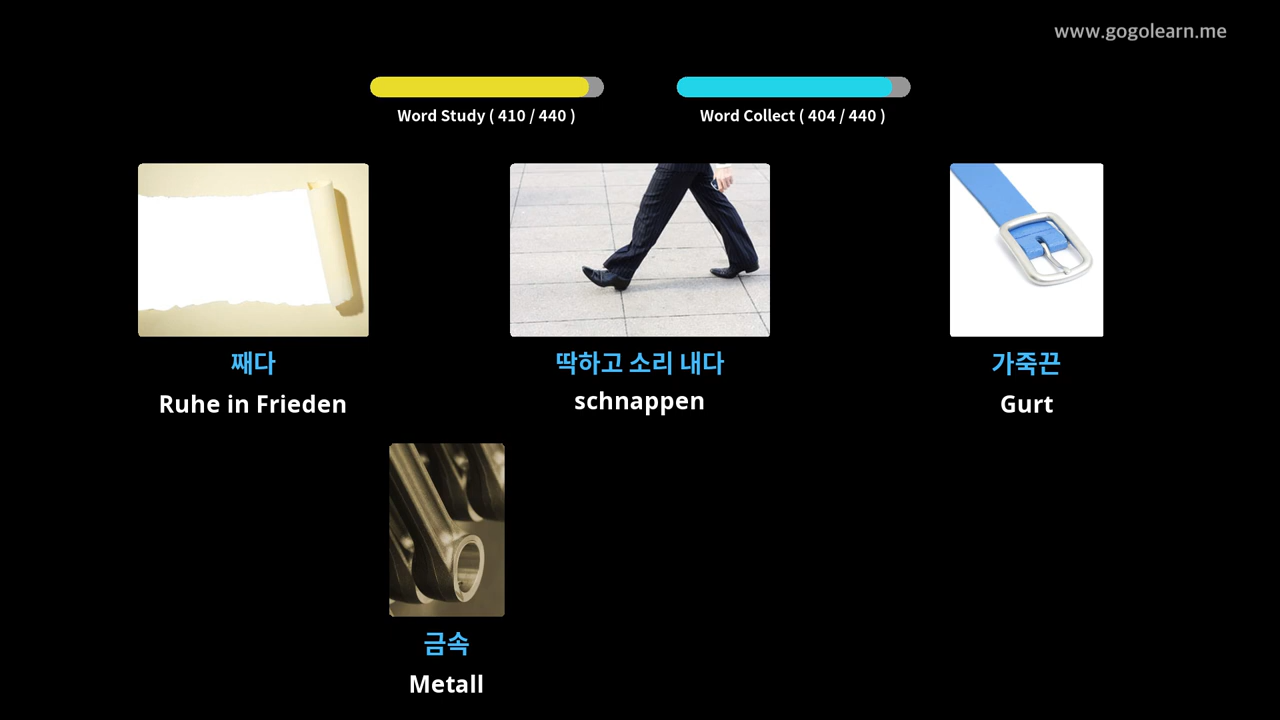 www.gogolearn.me
Word Study ( 410 / 440 )
Word Collect ( 404 / 440 )
째다
Ruhe in Frieden
딱하고 소리 내다
schnappen
가죽끈
Gurt
금속
Metall